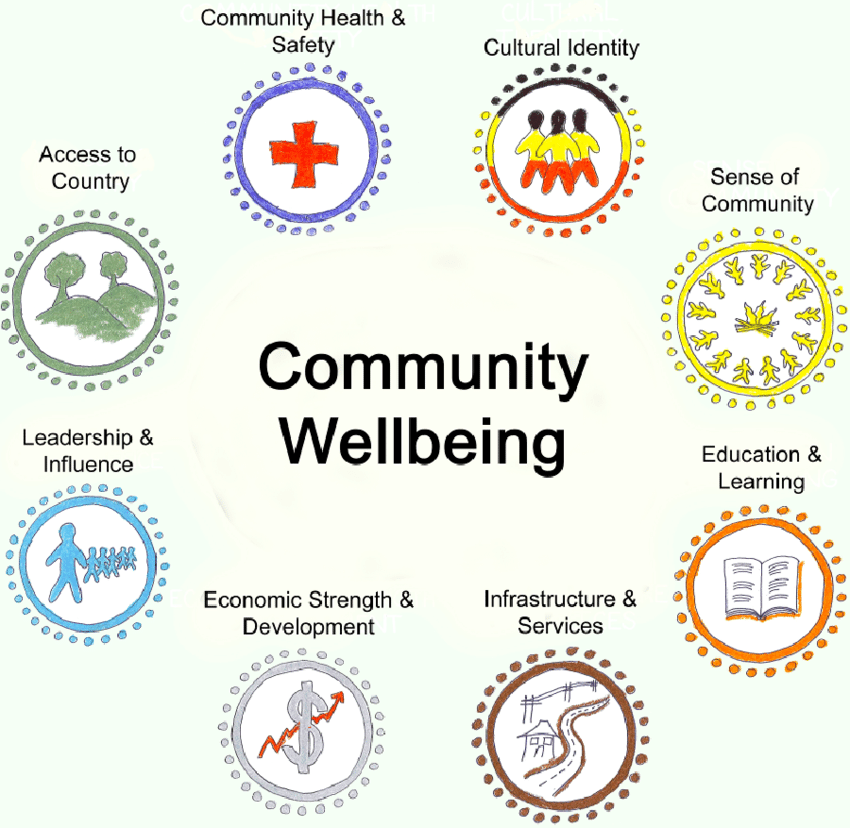 Community Health &
Safety
Cultural Identity
Access to
Country
Sense of
Community
Community
Wellbeing
Leadership &
Influence
Education &
Learning
Economic Strength &
Development
Infrastructure &
Services